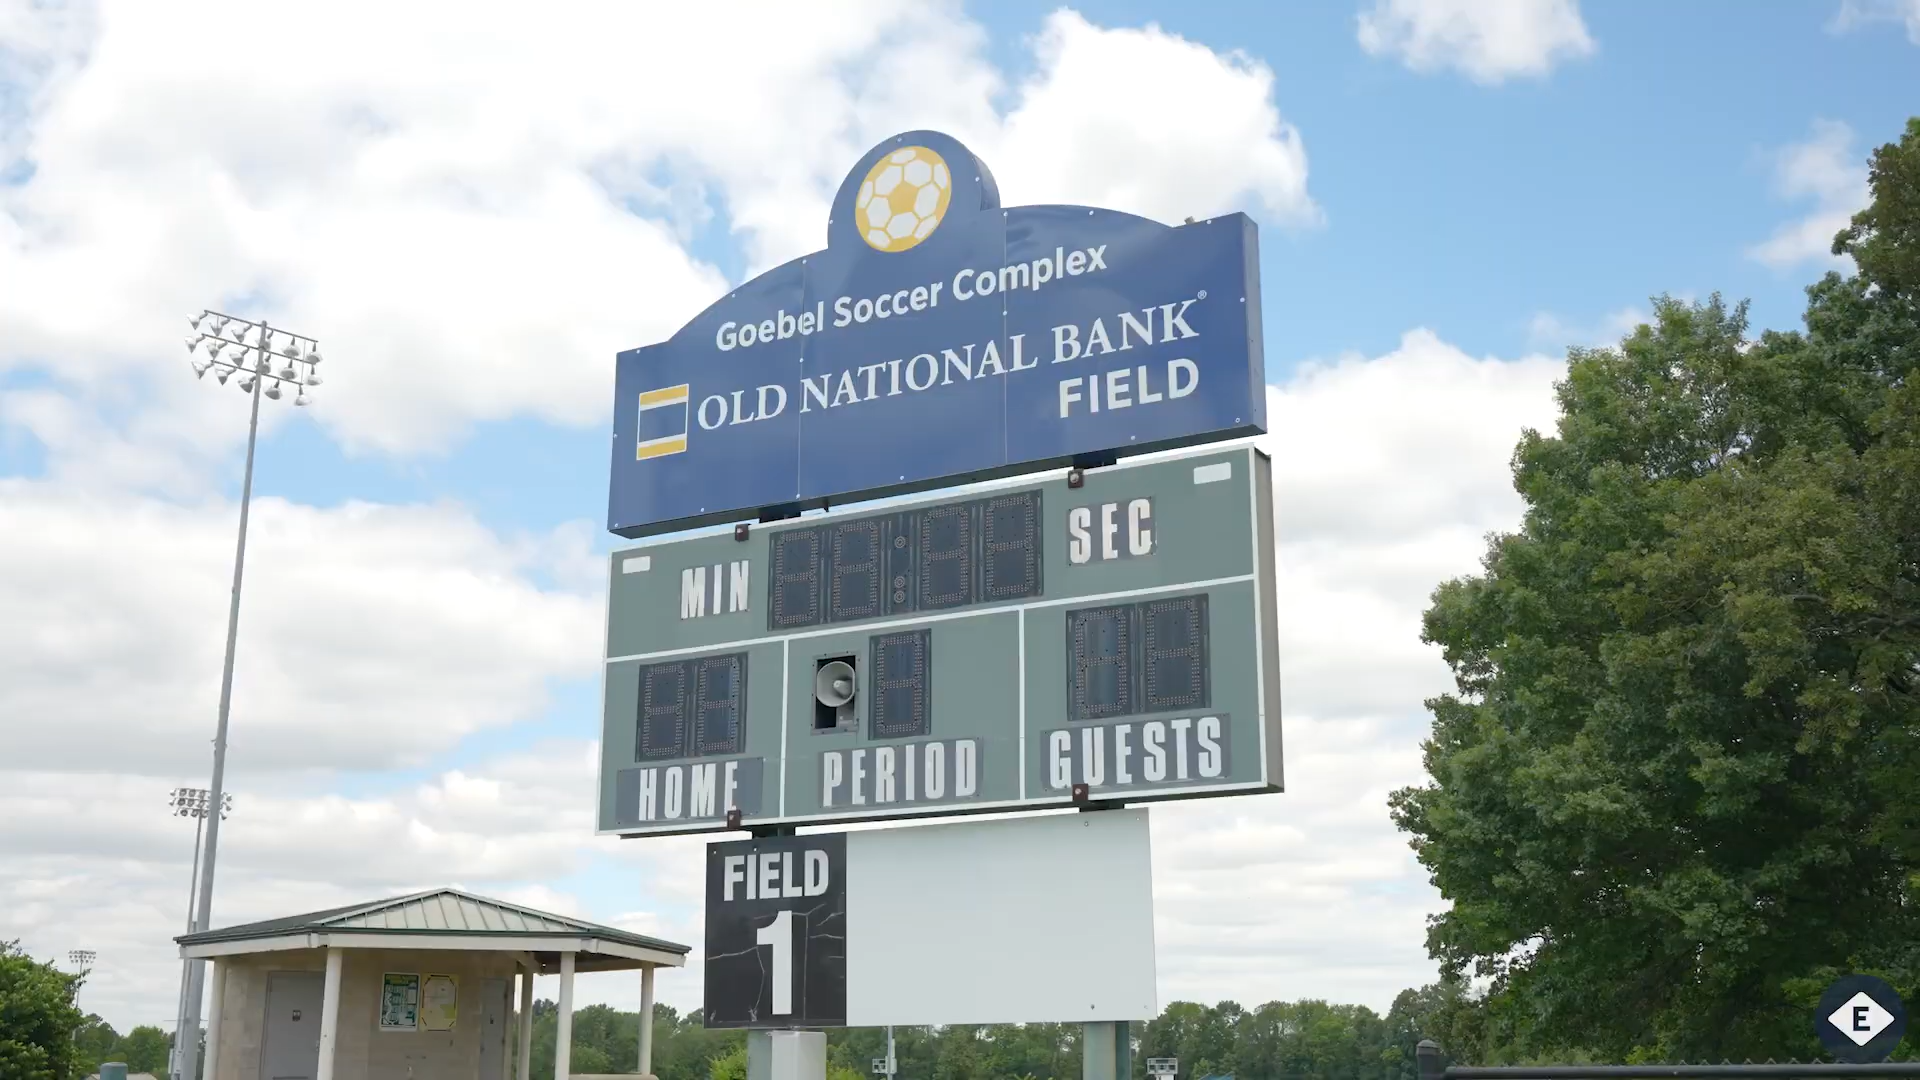 Goebel Soccer Complex
OLD NATIONAL BANK®
FIELD
MIN
SEC
HOME
PERIOD
GUESTS
FIELD
1
E